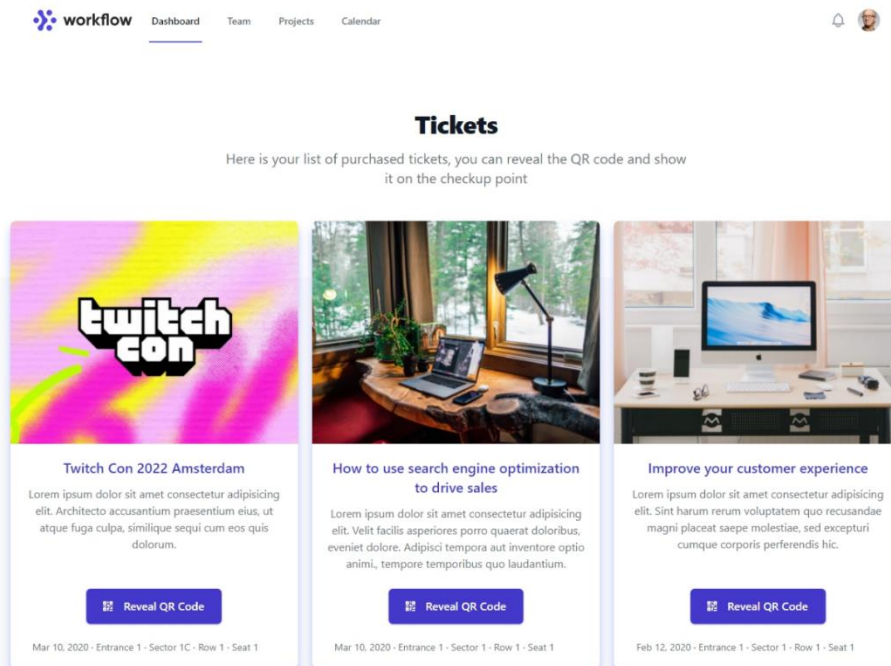 workflow Dashboard Team Projects Calendar
Tickets
Here is your list of purchased tickets, you can reveal the QR code and show
it on the checkup point
twitch
con
Twitch Con 2022 Amsterdam
Lorem ipsum dolor sit amet consectetur adipisicing
elit. Architecto accusantium praesentium eius, ut
atque fuga culpa, similique sequi cum eos quis
dolorum.
Reveal QR Code
Mar 10, 2020 - Entrance 1 - Sector 1C - Row 1 - Seat 1
How to use search engine optimization
to drive sales
Lorem ipsum dolor sit amet consectetur adipisicing
elit. Velit facilis asperiores porro quaerat doloribus,
eveniet dolore. Adipisci tempora aut inventore optio
animi., tempore temporibus quo laudantium.
Reveal QR Code
Mar 10, 2020 - Entrance 1 - Sector 1 - Row 1 - Seat 1
Improve your customer experience
Lorem ipsum dolor sit amet consectetur adipisicing
elit. Sint harum rerum voluptatem quo recusandae
magni placeat saepe molestiae, sed excepturi
cumque corporis perferendis hic.
Reveal QR Code
Feb 12, 2020 - Entrance 1 - Sector 1 - Row 1 - Seat 1